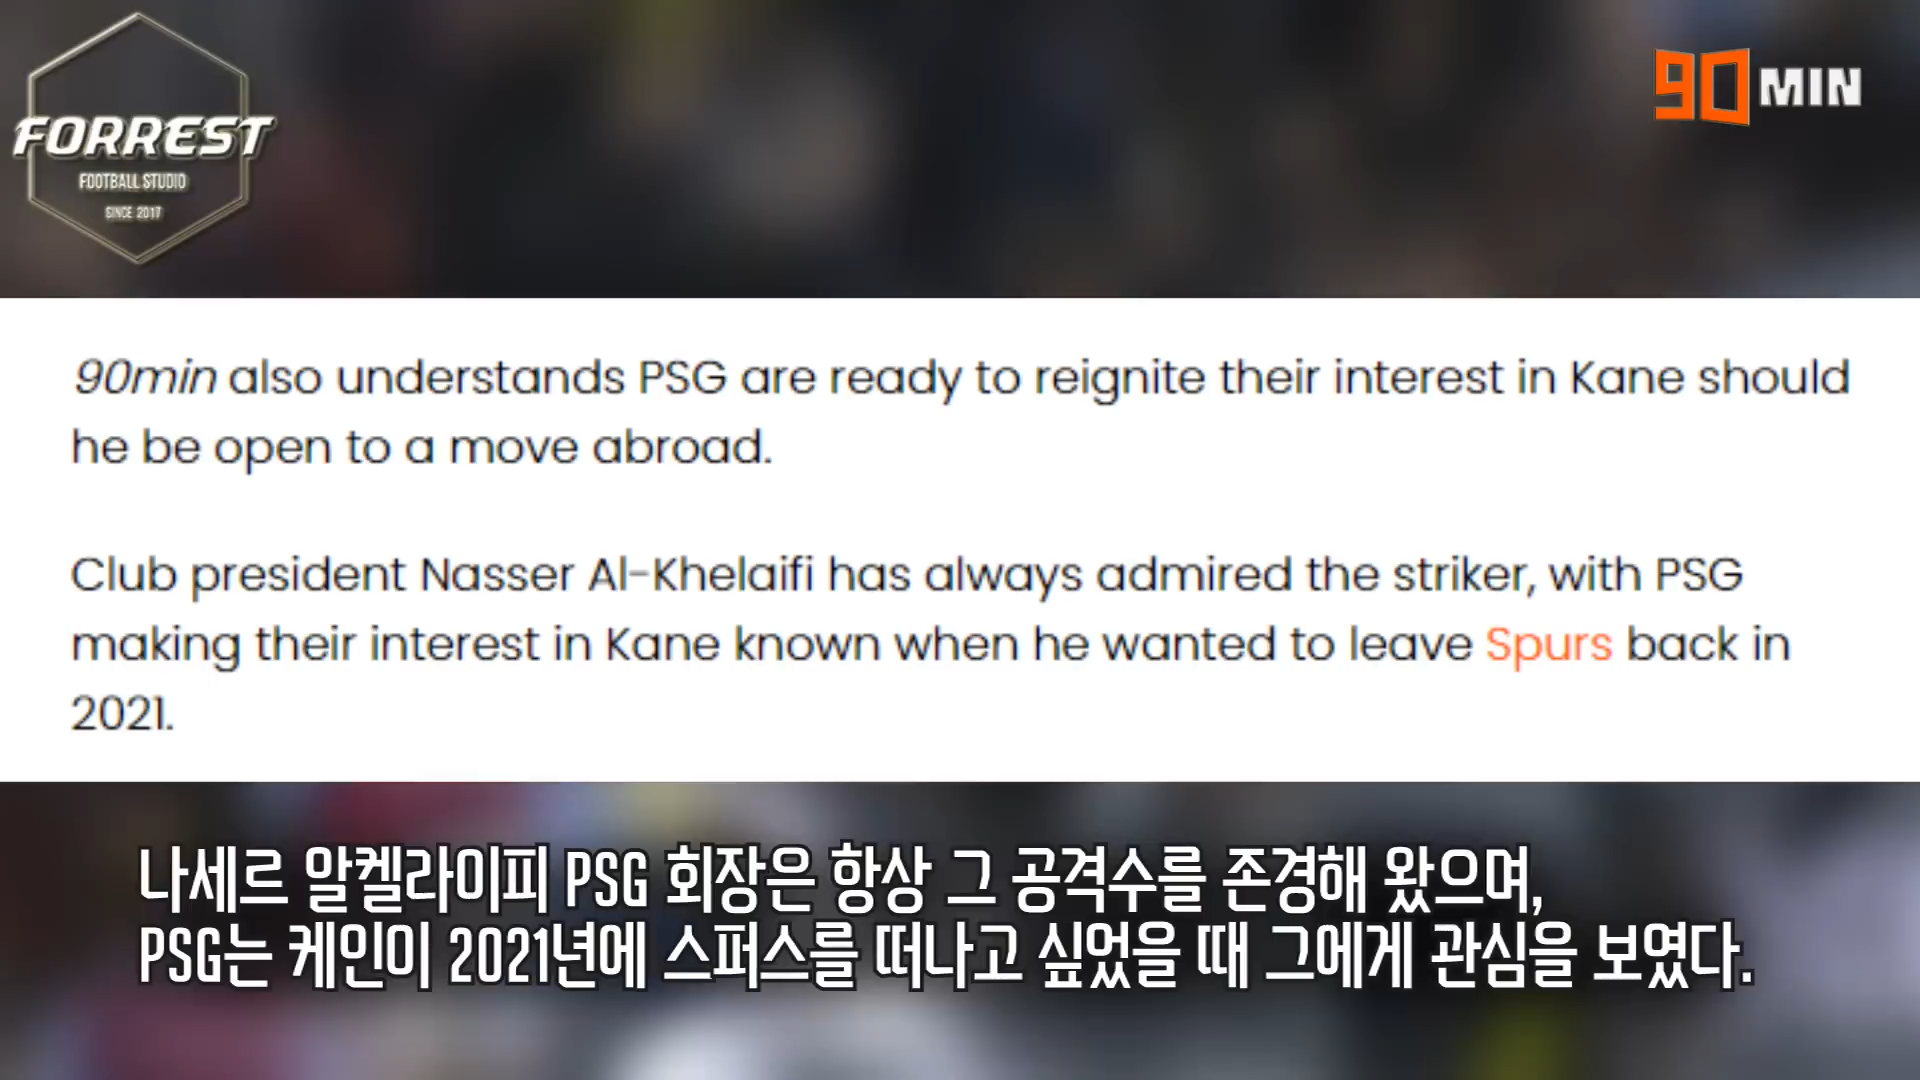 FORREST
FOOTBALL STUDIO
SINCE 2017
90MIN
90min also understands PSG are ready to reignite their interest in Kane should
he be open to a move abroad.
Club president Nasser Al-Khelaifi has always admired the striker, with PSG
making their interest in Kane known when he wanted to leave Spurs back in
2021.
나세르 알켈라이피 PSG 회장은 항상 그 공격수를 존경해 왔으며,
PSG는 케인이 2021년에 스퍼스를 떠나고 싶었을 때 그에게 관심을 보였다.